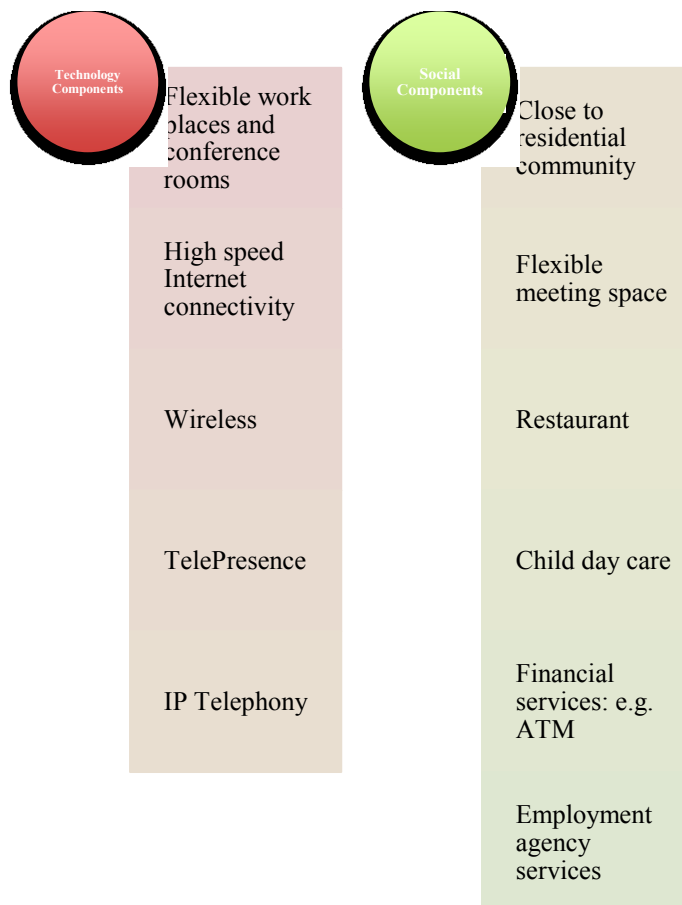 Technology
Components
Flexible work
places and
conference
rooms
High speed
Internet
connectivity
Wireless
TelePresence
IP Telephony
Social
Components
Close to
residential
community
Flexible
meeting space
Restaurant
Child day care
Financial
services: e.g.
ATM
Employment
agency
services